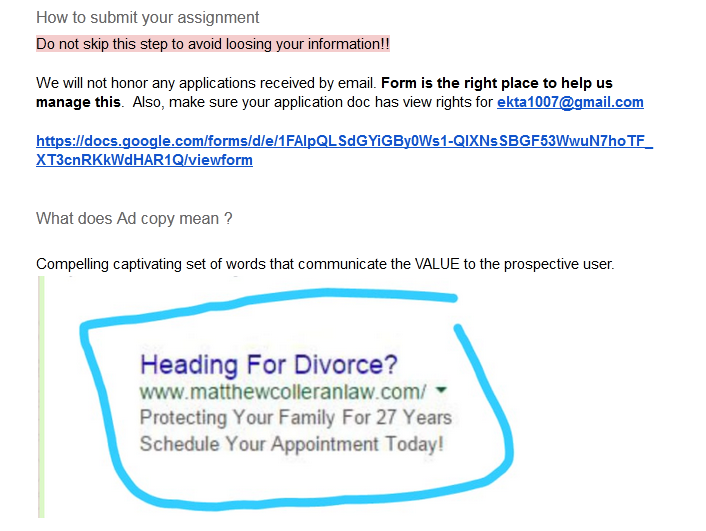 How to submit your assignment
Do not skip this step to avoid loosing your information!!
We will not honor any applications received by email. Form is the right place to help us
manage this.  Also, make sure your application doc has view rights for ekta1007@gmail.com
https://docs.google.com/forms/d/e/1FAIpQLSdGYiGBy0Ws1-QIXNsSBGF53WwuN7hoTF_
XT3cnRKkWdHAR1Q/viewform
What does Ad copy mean ?
Compelling captivating set of words that communicate the VALUE to the prospective user.
Heading For Divorce?
www.matthewcolleranlaw.com/
Protecting Your Family For 27 Years
Schedule Your Appointment Today!